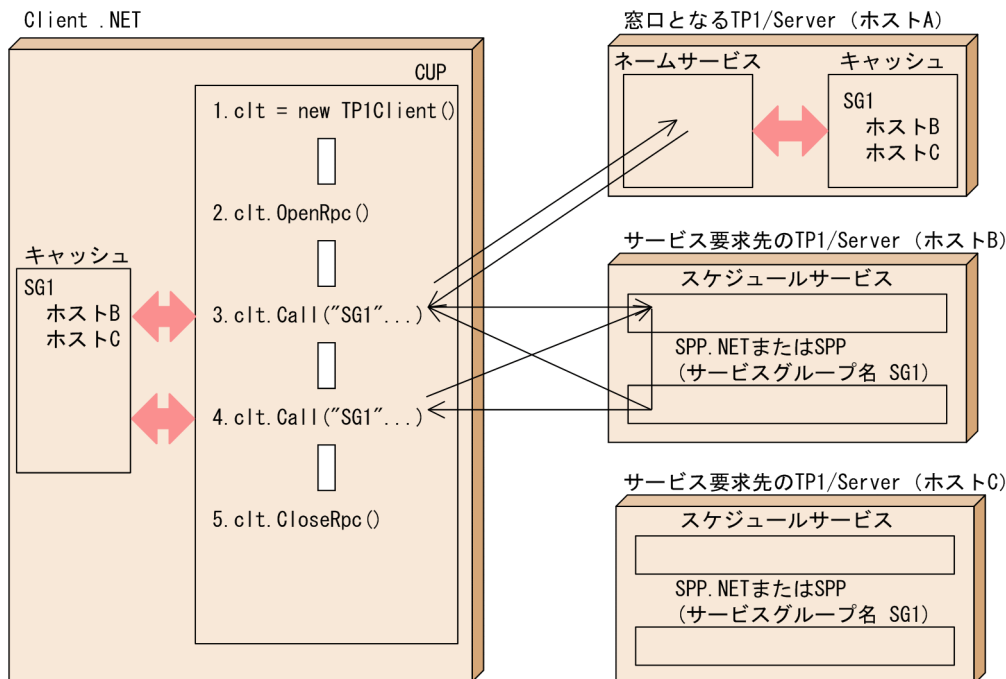 Client .NET
CUP
1.clt = new TP1Client()
2.clt.OpenRpc()
キャッシュ
SG1
ホストB
ホストC
3.clt.Call("SG1"...)
4.clt.Call("SG1"...)
5.clt.CloseRpc()
窓口となるTP1/Server（ホストA）
ネームサービス
キャッシュ
SG1
ホストB
ホストC
サービス要求先のTP1/Server（ホストB）
スケジュールサービス
SPP.NETまたはSPP
（サービスグループ名 SG1）
サービス要求先のTP1/Server（ホストC）
スケジュールサービス
SPP.NETまたはSPP
（サービスグループ名 SG1）